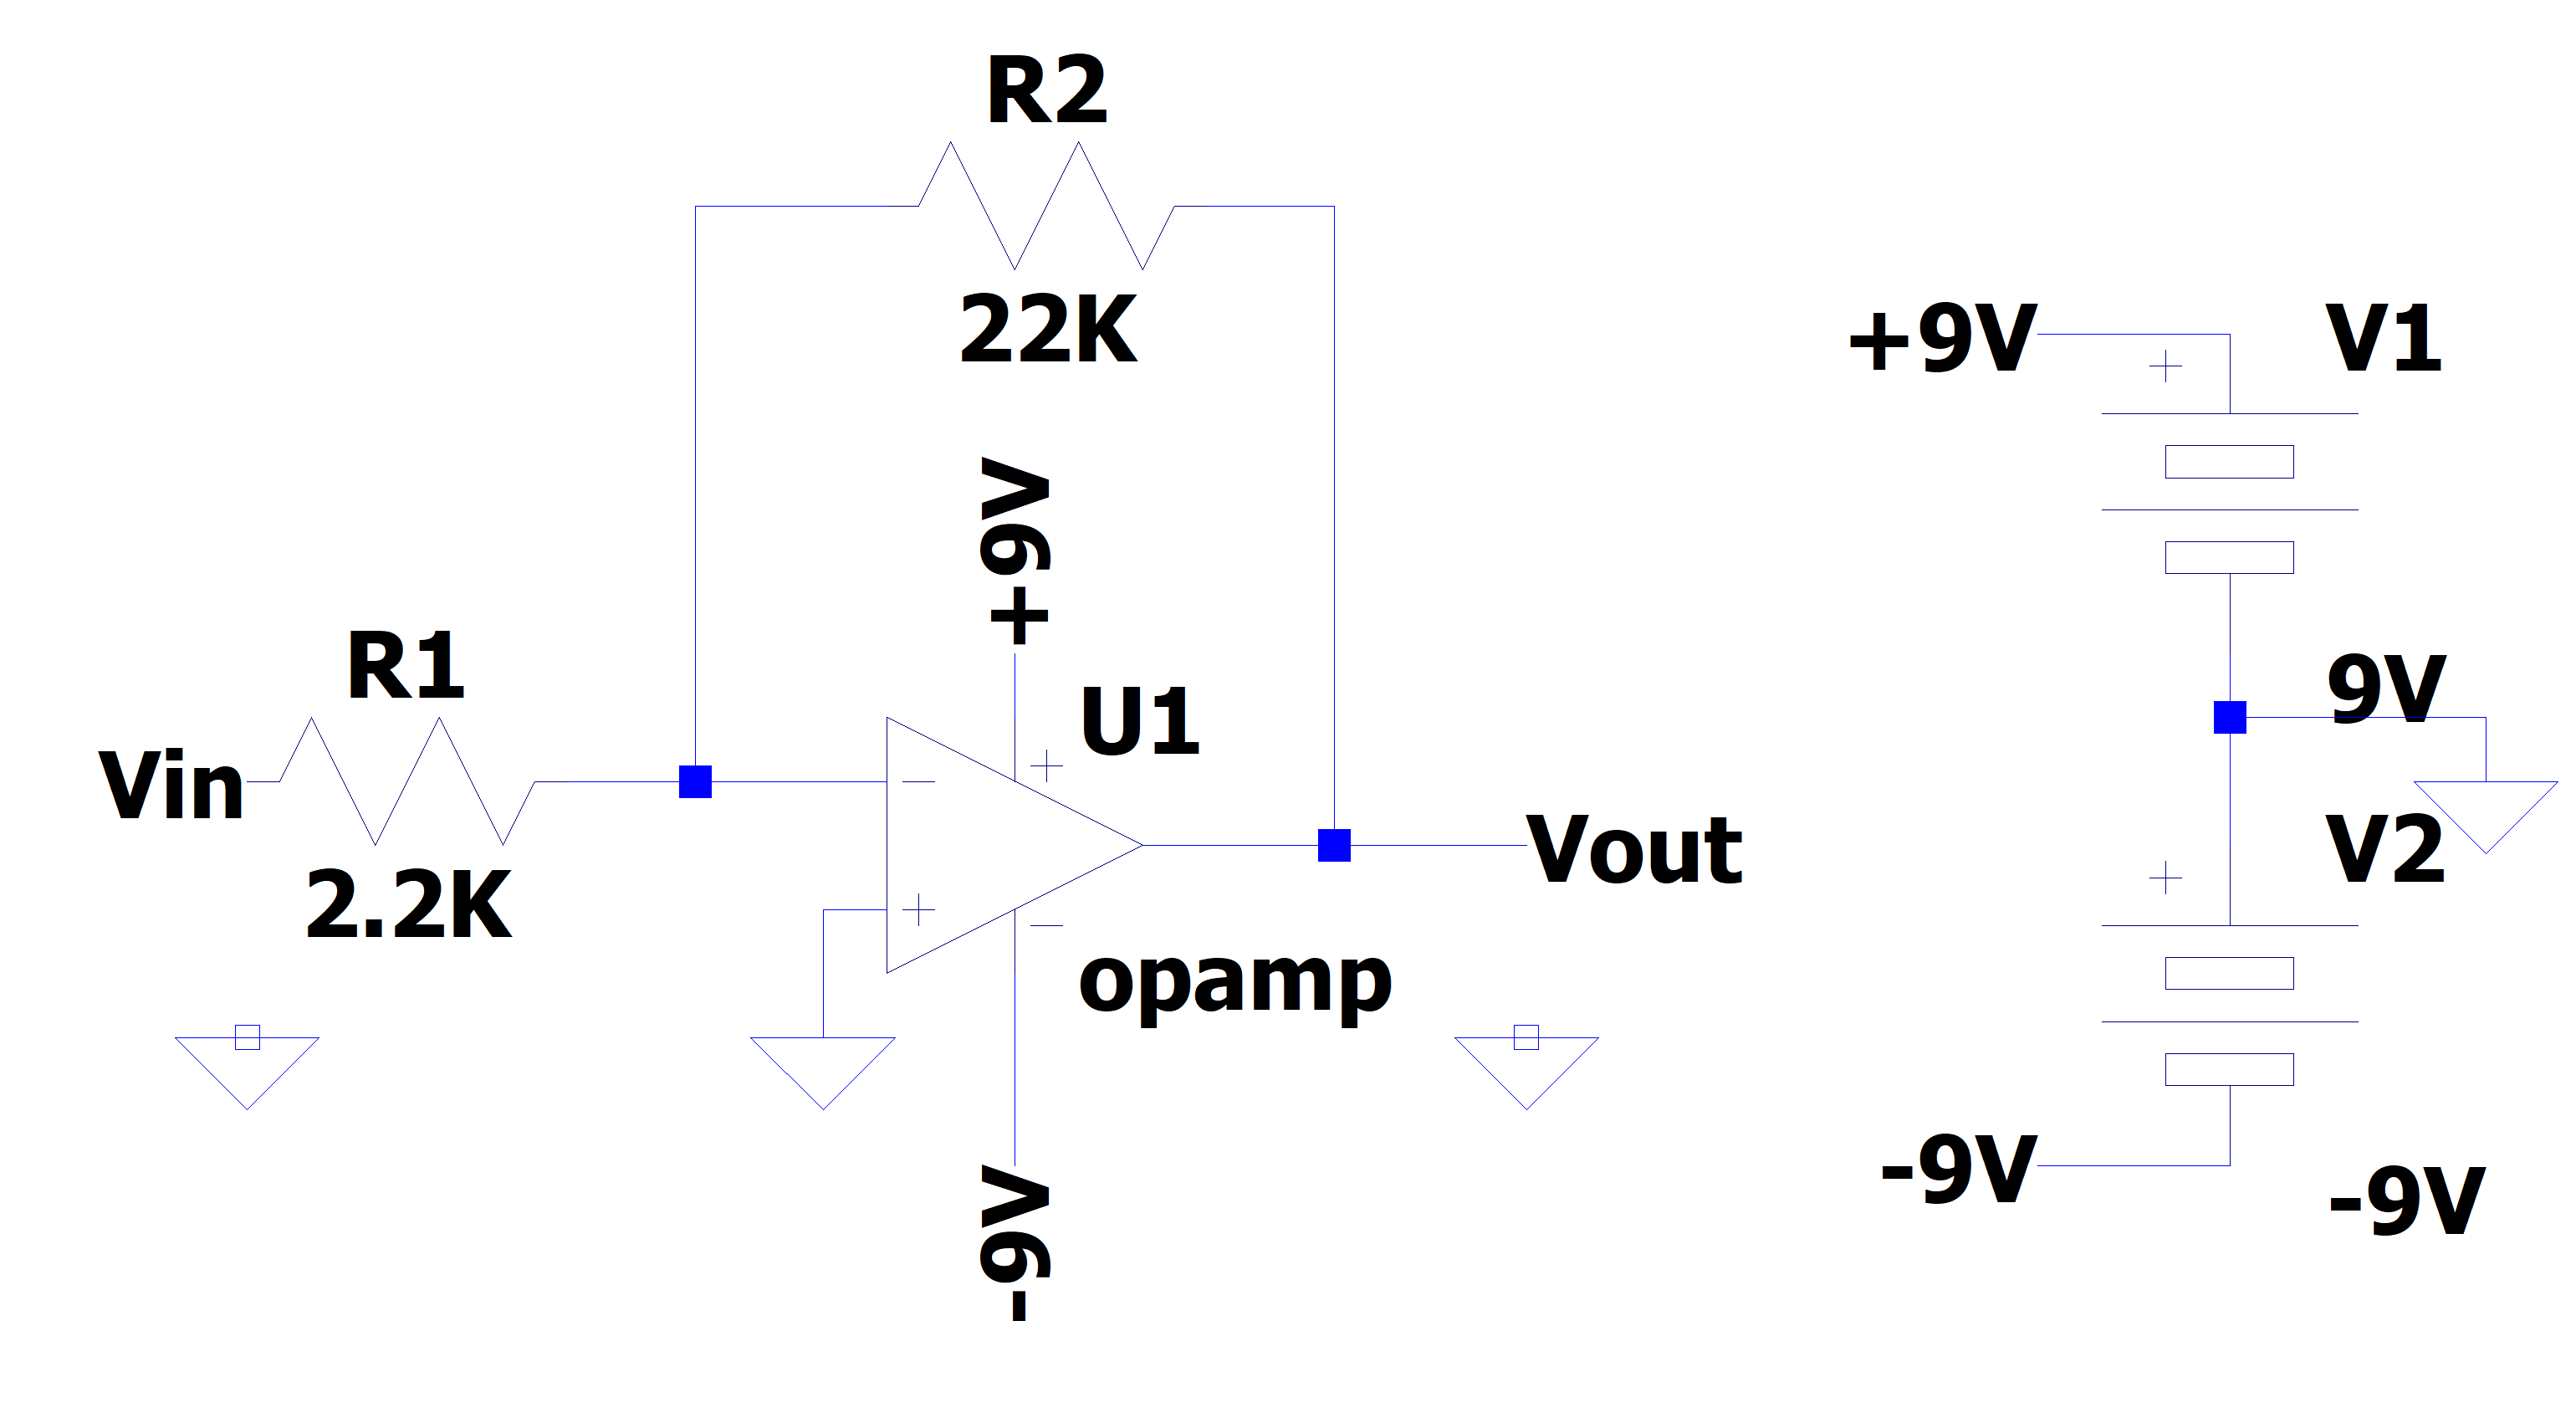 R2
22K
+9V
R1
2.2K
Vin
U1
opamp
-9V
Vout
+9V
V1
9V
V2
-9V
-9V